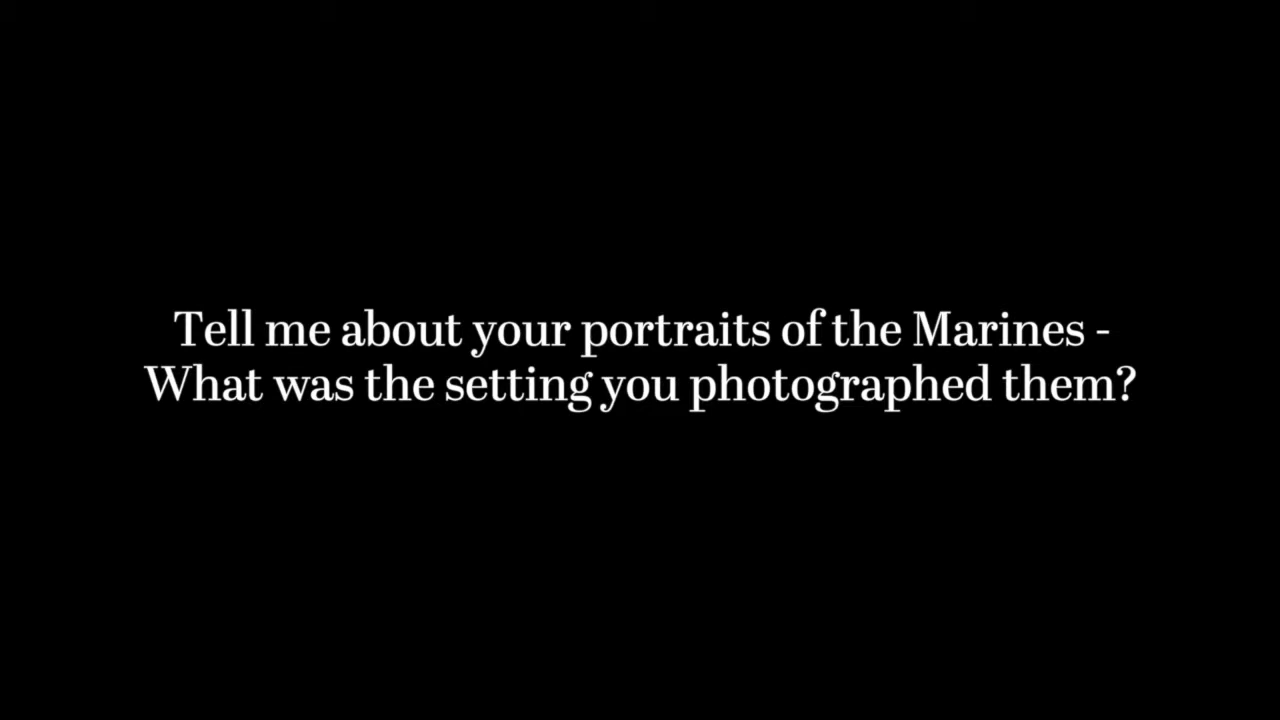 Tell me about your portraits of the Marines -
What was the setting you photographed them?